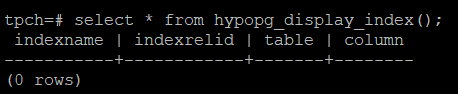 tpch=# select * from hypopg_display_index();
 indexname | indexrelid | table | column
-----------+------------+-------+--------
(0 rows)